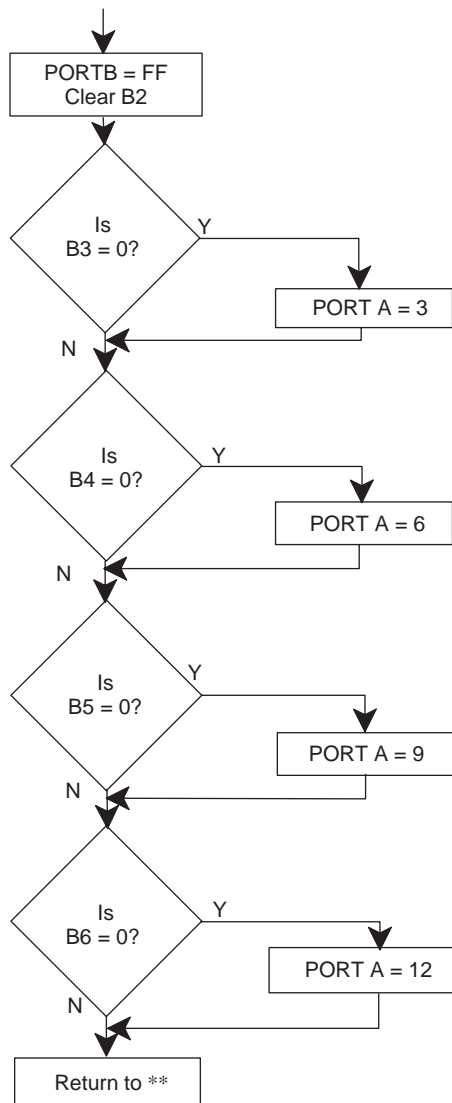 PORTB = FF
Clear B2
Is
B3 = 0?
Y
PORT A = 3
N
Is
B4 = 0?
Y
PORT A = 6
N
Is
B5 = 0?
Y
PORT A = 9
N
Is
B6 = 0?
Y
PORT A = 12
N
Return to **